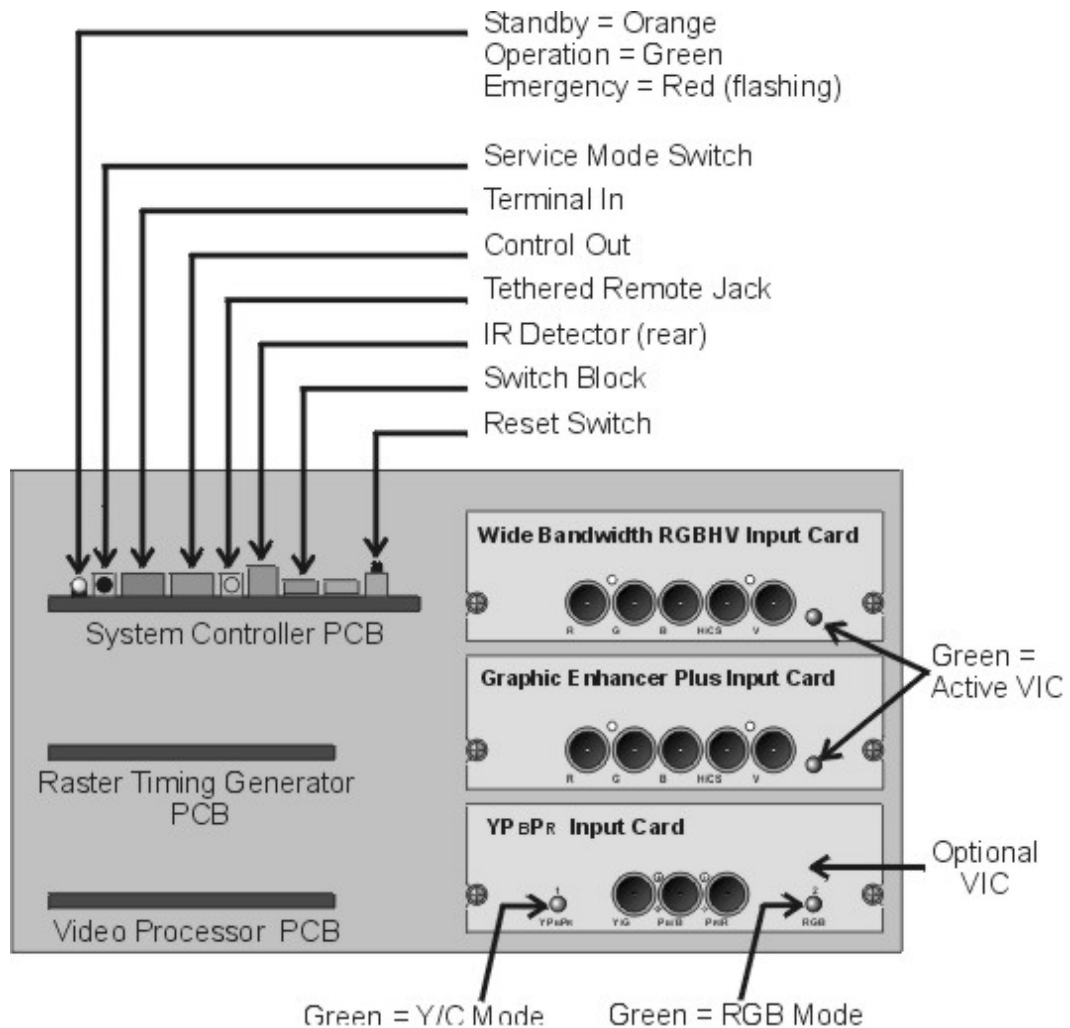 Standby = Orange
Operation = Green
Emergency = Red (flashing)
Service Mode Switch
Terminal In
Control Out
Tethered Remote Jack
IR Detector (rear)
Switch Block
Reset Switch
System Controller PCB
Raster Timing Generator
PCB
Video Processor PCB
Wide Bandwidth RGBHV Input Card
R G B H/CS V
Green =
Active VIC
Graphic Enhancer Plus Input Card
R G B H/CS V
YPBPR Input Card
Optional
VIC
1
YPBPR
Y/G PB/B PR/R
2
RGB
Green = Y/C Mode
Green = RGB Mode